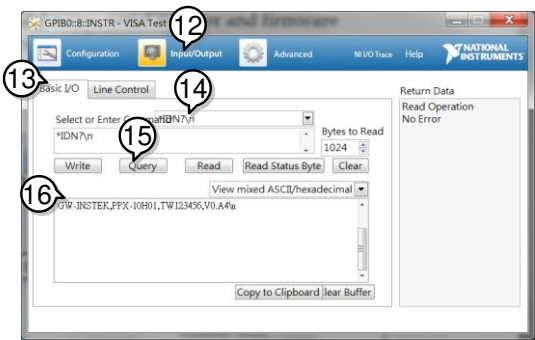 GPIB0::8::INSTR - VISA Test
12
Configuration
Input/Output
Advanced
NI I/O Trace
Help
NATIONAL INSTRUMENTS
13
Basic I/O
Line Control
14
Return Data
Read Operation
No Error
Select or Enter
*IDN?\n
*IDN?\n
15
Bytes to Read
1024
Write
Query
Read
Read Status Byte
Clear
View mixed ASCII/hexadecimal
16
GW-INSTEK,PPX-10H01,TW123456,V0.A4\n
Copy to Clipboard
lear Buffer